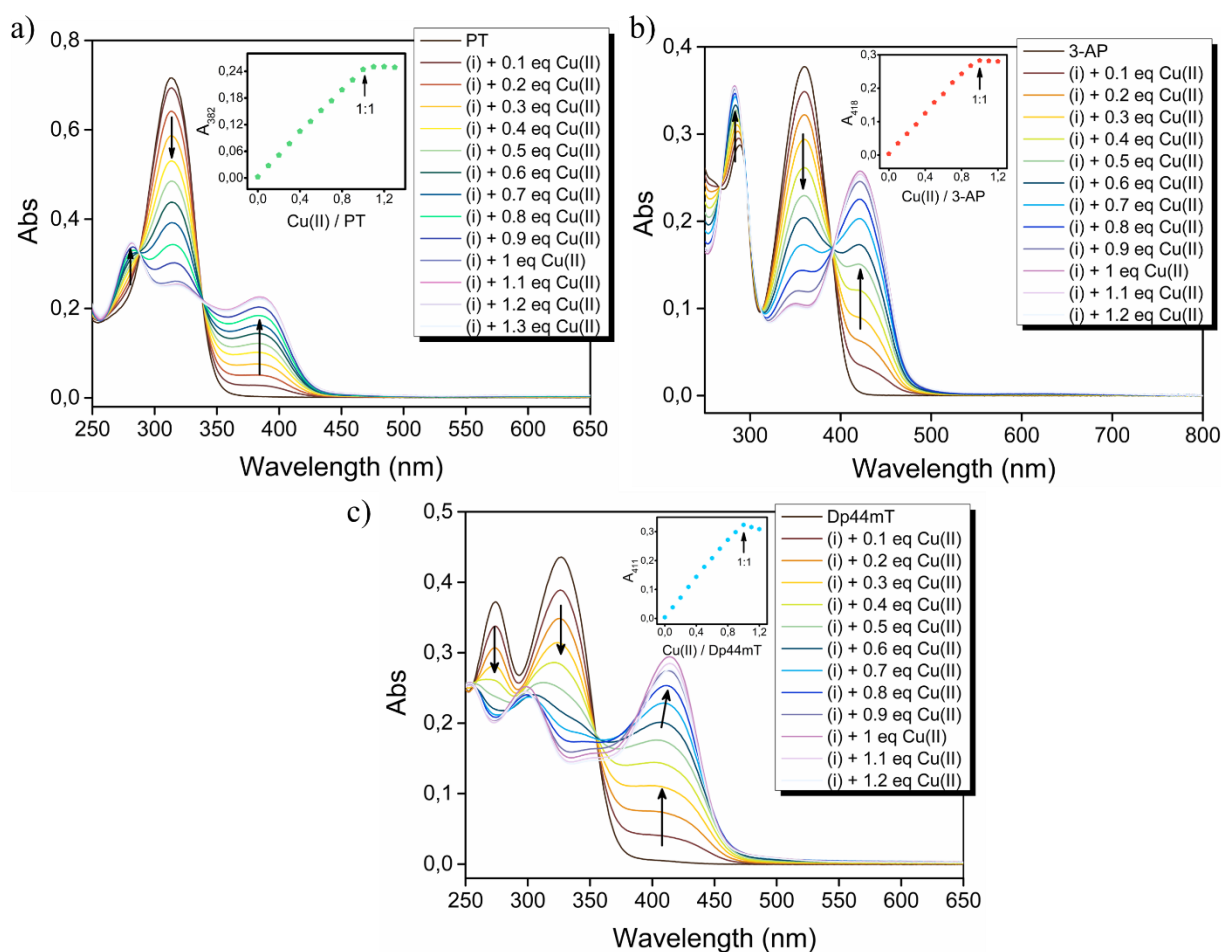 a)
0,8
0,6
0,4
0,2
0,0
Abs
250 300 350 400 450 500 550 600 650
Wavelength (nm)
0,24
0,16
0,08
0,00
A382
1:1
0,0 0,4 0,8 1,2
Cu(II) / PT
PT
(i) + 0.1 eq Cu(II)
(i) + 0.2 eq Cu(II)
(i) + 0.3 eq Cu(II)
(i) + 0.4 eq Cu(II)
(i) + 0.5 eq Cu(II)
(i) + 0.6 eq Cu(II)
(i) + 0.7 eq Cu(II)
(i) + 0.8 eq Cu(II)
(i) + 0.9 eq Cu(II)
(i) + 1 eq Cu(II)
(i) + 1.1 eq Cu(II)
(i) + 1.2 eq Cu(II)
(i) + 1.3 eq Cu(II)
b)
0,4
0,3
0,2
0,1
0,0
Abs
300 400 500 600 700 800
Wavelength (nm)
0,3
0,2
0,1
0,0
A418
1:1
0,0 0,4 0,8 1,2
Cu(II) / 3-AP
3-AP
(i) + 0.1 eq Cu(II)
(i) + 0.2 eq Cu(II)
(i) + 0.3 eq Cu(II)
(i) + 0.4 eq Cu(II)
(i) + 0.5 eq Cu(II)
(i) + 0.6 eq Cu(II)
(i) + 0.7 eq Cu(II)
(i) + 0.8 eq Cu(II)
(i) + 0.9 eq Cu(II)
(i) + 1 eq Cu(II)
(i) + 1.1 eq Cu(II)
(i) + 1.2 eq Cu(II)
c)
0,5
0,4
0,3
0,2
0,1
0,0
Abs
250 300 350 400 450 500 550 600 650
Wavelength (nm)
0,3
0,2
0,1
0,0
A411
1:1
0,0 0,4 0,8 1,2
Cu(II) / Dp44mT
Dp44mT
(i) + 0.1 eq Cu(II)
(i) + 0.2 eq Cu(II)
(i) + 0.3 eq Cu(II)
(i) + 0.4 eq Cu(II)
(i) + 0.5 eq Cu(II)
(i) + 0.6 eq Cu(II)
(i) + 0.7 eq Cu(II)
(i) + 0.8 eq Cu(II)
(i) + 0.9 eq Cu(II)
(i) + 1 eq Cu(II)
(i) + 1.1 eq Cu(II)
(i) + 1.2 eq Cu(II)